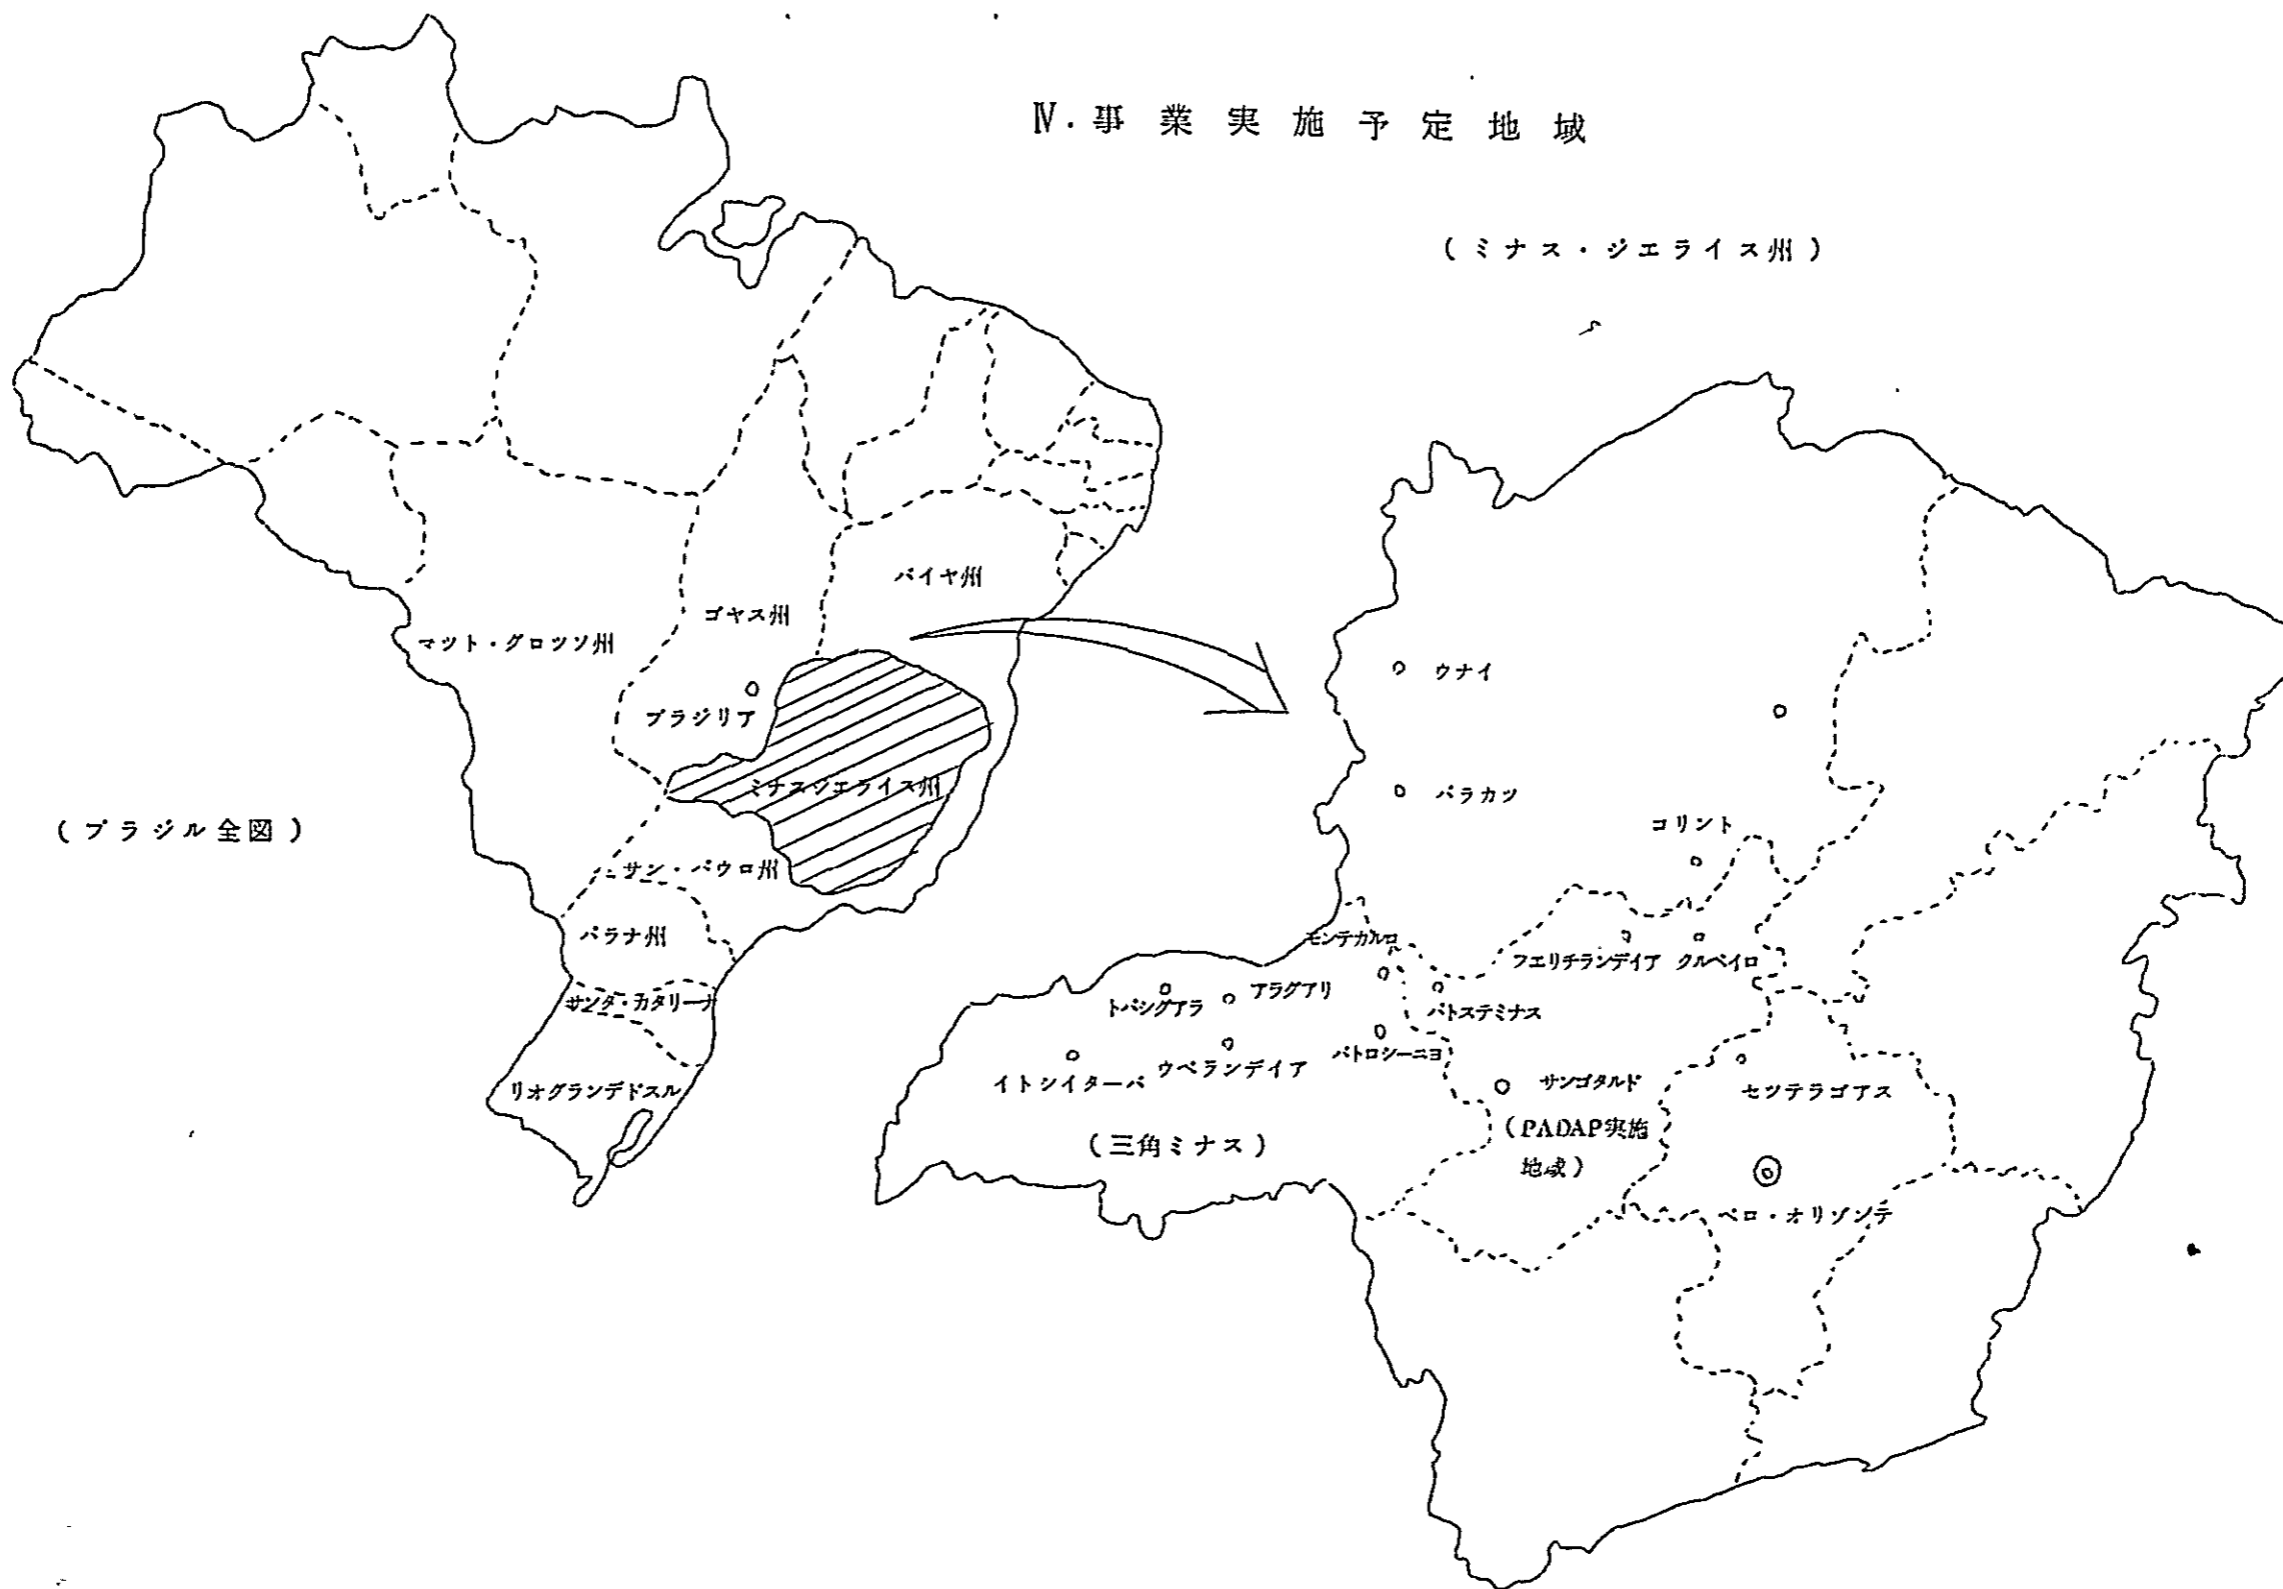 Ⅳ.事業実施予定地域
(ミナス・ジエライス州)
(ブラジル全図)
バイヤ州
ゴヤス州
マット・グロッソ州
ブラジリア
ミナスジエライス州
サン・パウロ州
パラナ州
サンタ・カタリーナ
リオグランデドスル
ウナイ
パラカツ
コリント
モンテカルロ
フエリチランデイア
クルベイロ
トパシグアラ
アラグアリ
パトステミナス
イトシイターバ
ウベランデイア
パトロシーニヨ
サンゴタルド
(PADAP実施
地域)
セツテラゴアス
(三角ミナス)
ベロ・オリゾンテ